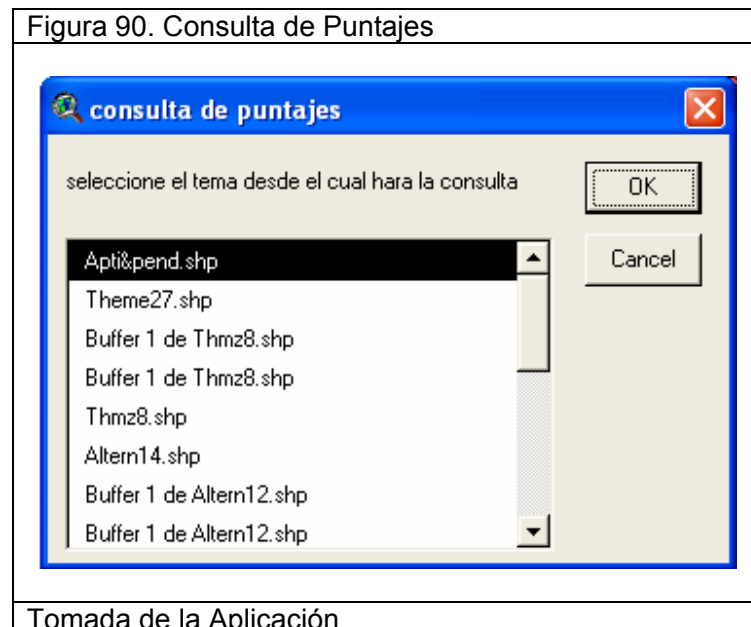 Figura 90. Consulta de Puntajes
consulta de puntajes
seleccione el tema desde el cual hara la consulta
OK
Cancel
Apti&pend.shp
Theme27.shp
Buffer 1 de Thmz8.shp
Buffer 1 de Thmz8.shp
Thmz8.shp
Altern14.shp
Buffer 1 de Altern12.shp
Buffer 1 de Altern12.shp
Tomada de la Aplicación